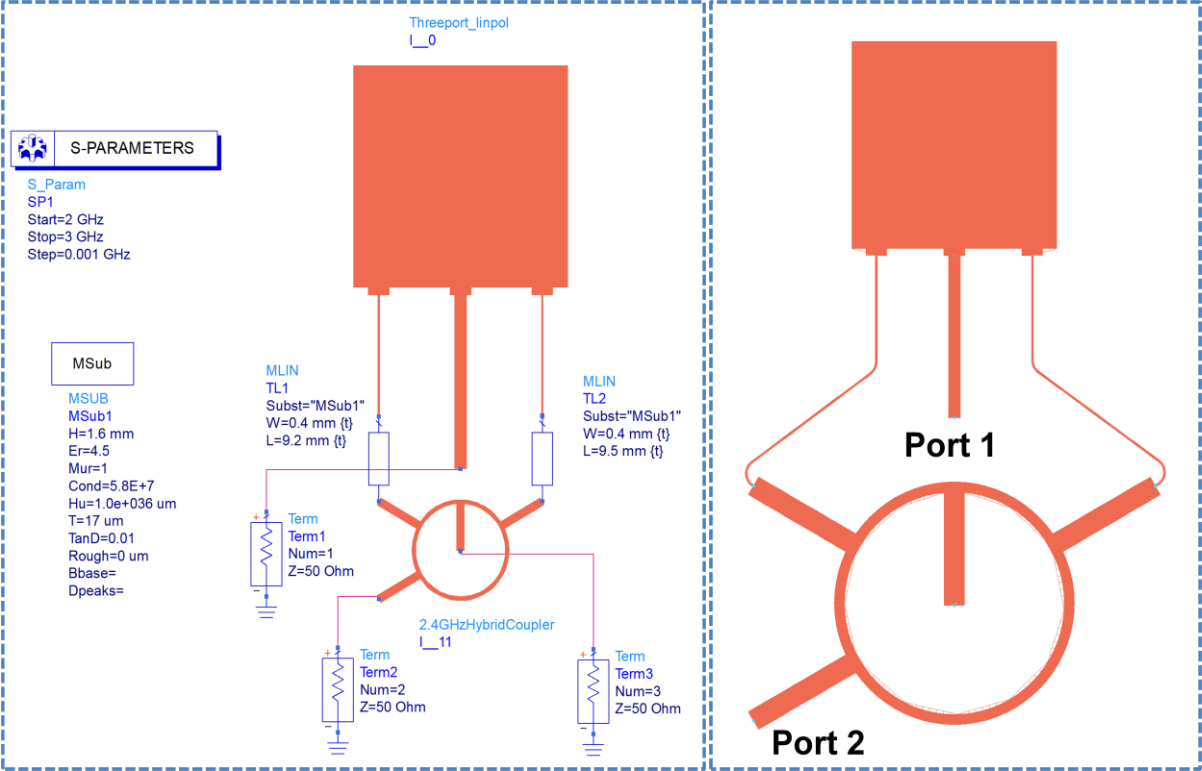 Threeport_linpol
I__0
S-PARAMETERS
S_Param
SP1
Start=2 GHz
Stop=3 GHz
Step=0.001 GHz
MSub
MSUB
MSub1
H=1.6 mm
Er=4.5
Mur=1
Cond=5.8E+7
Hu=1.0e+036 um
T=17 um
TanD=0.01
Rough=0 um
Bbase=
Dpeaks=
MLIN
TL1
Subst="MSub1"
W=0.4 mm {t}
L=9.2 mm {t}
MLIN
TL2
Subst="MSub1"
W=0.4 mm {t}
L=9.5 mm {t}
+
Term
Term1
Num=1
Z=50 Ohm
-
2.4GHzHybridCoupler
I__11
+
Term
Term2
Num=2
Z=50 Ohm
-
+
Term
Term3
Num=3
Z=50 Ohm
-
Port 1
Port 2